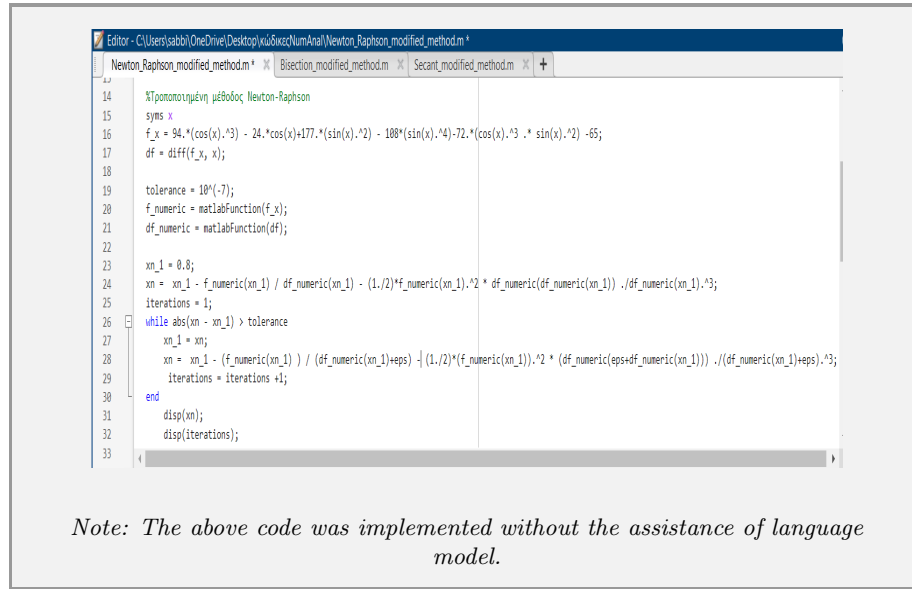 Editor - C:\Users\sabbi\OneDrive\Desktop\κώδικεςNumAnal\Newton_Raphson_modified_method.m *
Newton_Raphson_modified_method.m * × Bisection_modified_method.m × Secant_modified_method.m × +
14 %Τροποποιημένη μέθοδος Newton-Raphson
15 syms x
16 f_x = 94.*(cos(x).^3) - 24.*cos(x)+177.*(sin(x).^2) - 108*(sin(x).^4)-72.*(cos(x).^3 .* sin(x).^2) -65;
17 df = diff(f_x, x);
18
19 tolerance = 10^(-7);
20 f_numeric = matlabFunction(f_x);
21 df_numeric = matlabFunction(df);
22
23 xn_1 = 0.8;
24 xn = xn_1 - f_numeric(xn_1) / df_numeric(xn_1) - (1./2)*f_numeric(xn_1).^2 * df_numeric(df_numeric(xn_1)) ./df_numeric(xn_1).^3;
25 iterations = 1;
26 while abs(xn - xn_1) > tolerance
27 xn_1 = xn;
28 xn = xn_1 - (f_numeric(xn_1) ) / (df_numeric(xn_1)+eps) - (1./2)*(f_numeric(xn_1)).^2 * (df_numeric(eps+df_numeric(xn_1))) ./(df_numeric(xn_1)+eps).^3;
29 iterations = iterations +1;
30 end
31 disp(xn);
32 disp(iterations);
33
Note: The above code was implemented without the assistance of language
model.